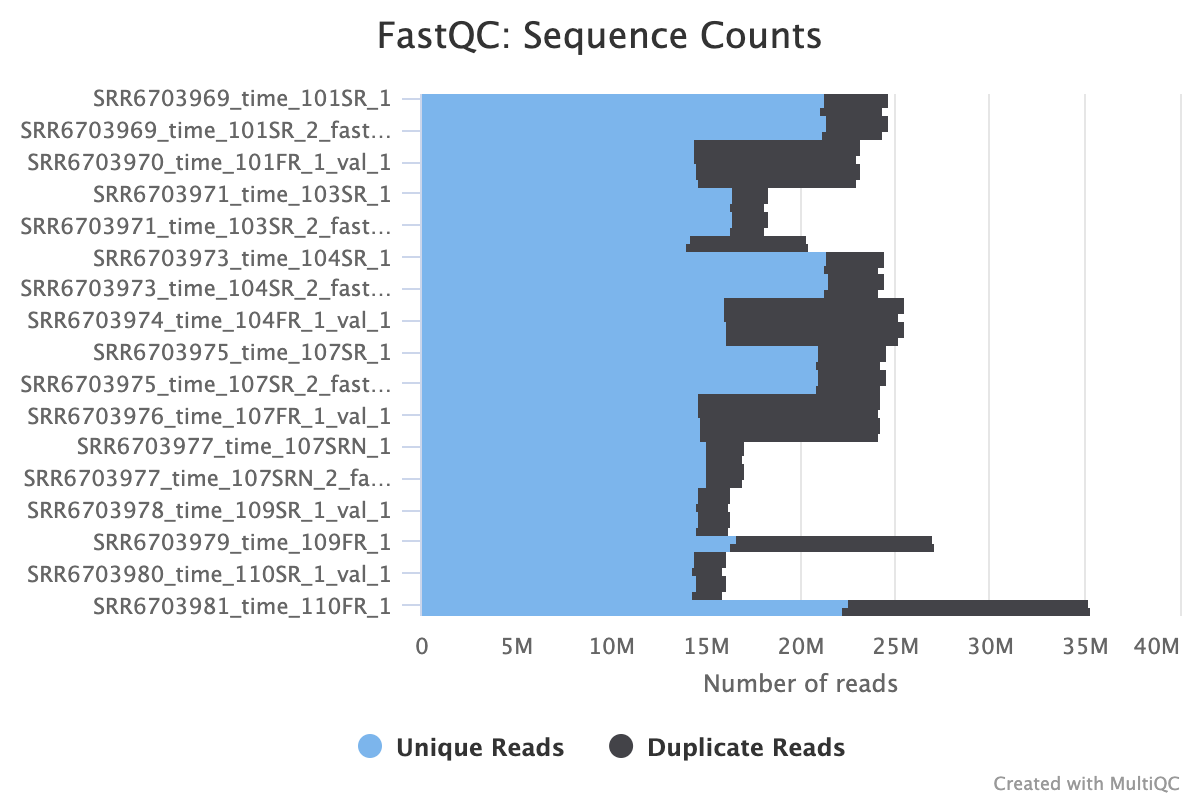 FastQC: Sequence Counts
SRR6703969_time_101SR_1
SRR6703969_time_101SR_2_fast…
SRR6703970_time_101FR_1_val_1
SRR6703971_time_103SR_1
SRR6703971_time_103SR_2_fast…
SRR6703973_time_104SR_1
SRR6703973_time_104SR_2_fast…
SRR6703974_time_104FR_1_val_1
SRR6703975_time_107SR_1
SRR6703975_time_107SR_2_fast…
SRR6703976_time_107FR_1_val_1
SRR6703977_time_107SRN_1
SRR6703977_time_107SRN_2_fa…
SRR6703978_time_109SR_1_val_1
SRR6703979_time_109FR_1
SRR6703980_time_110SR_1_val_1
SRR6703981_time_110FR_1
0 5M 10M 15M 20M 25M 30M 35M 40M
Number of reads
Unique Reads Duplicate Reads
Created with MultiQC